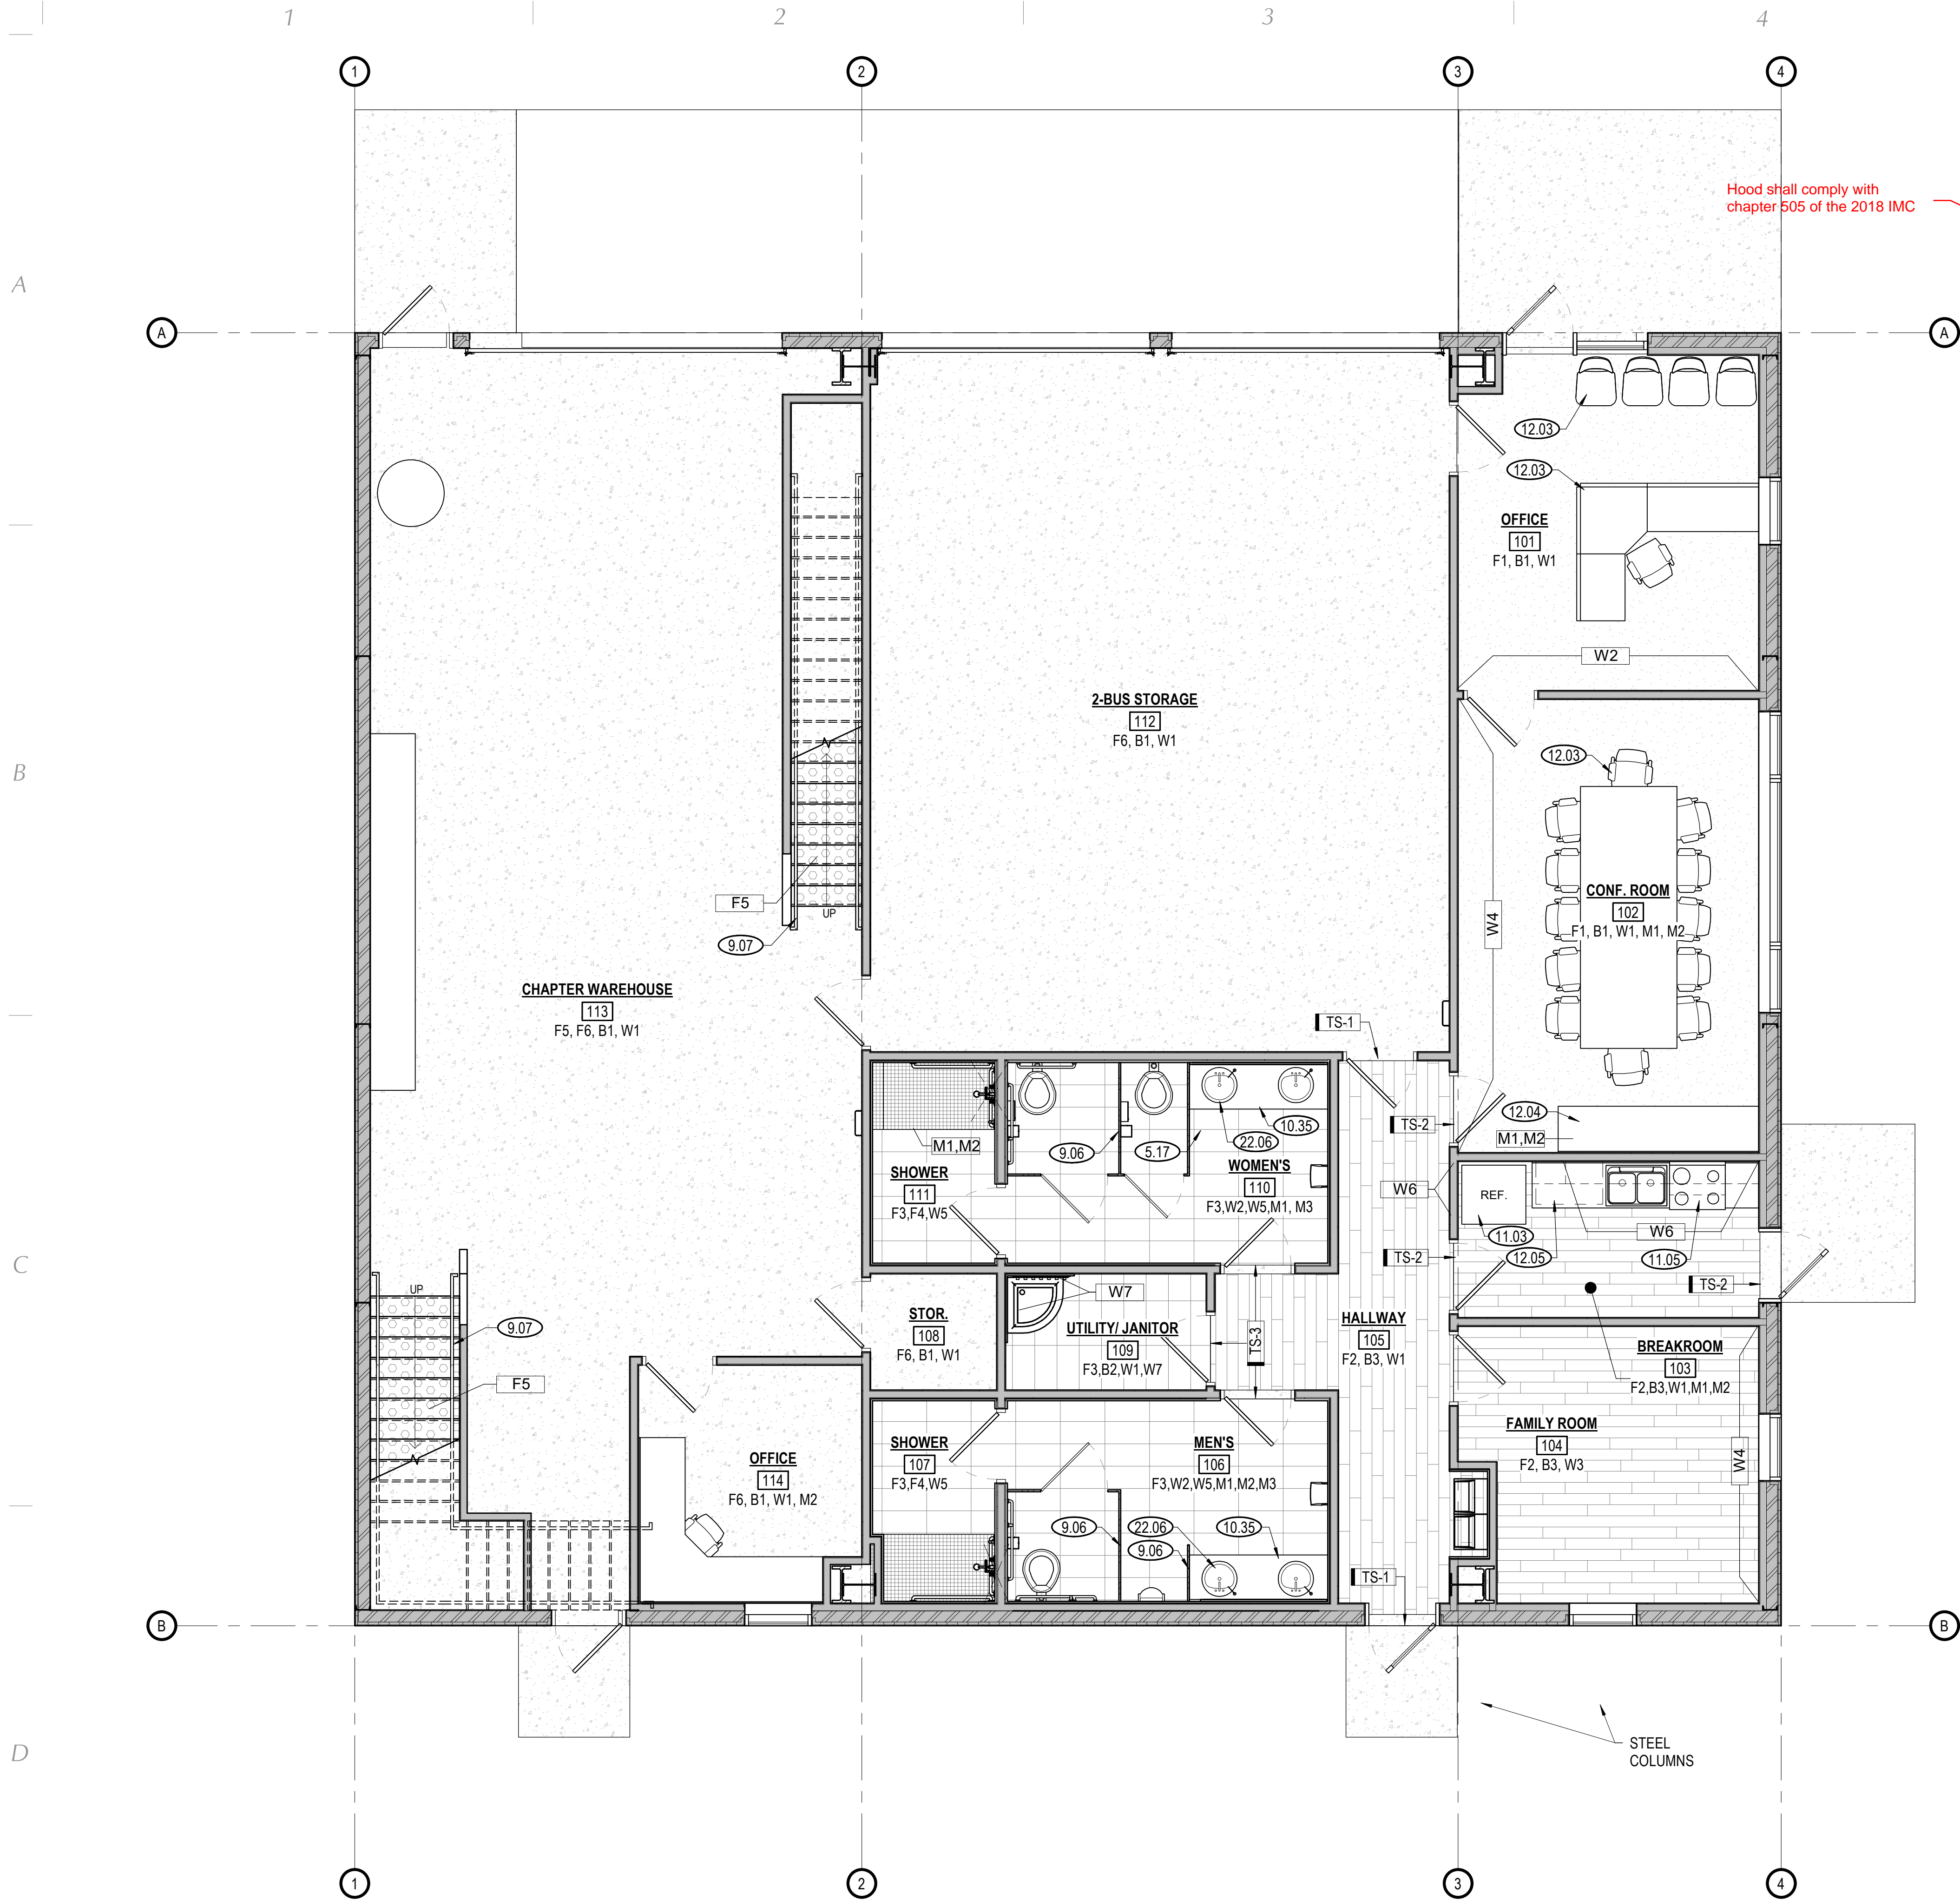 1
2
3
4
1
2
3
4
Hood shall comply with
chapter 505 of the 2018 IMC
A
A
A
12.03
12.03
OFFICE
101
F1, B1, W1
W2
2-BUS STORAGE
112
F6, B1, W1
B
12.03
CONF. ROOM
102
F1, B1, W1, M1, M2
W4
F5
UP
9.07
CHAPTER WAREHOUSE
113
F5, F6, B1, W1
TS-1
12.04
M1,M2
TS-2
10.35
22.06
5.17
9.06
M1,M2
SHOWER
111
F3,F4,W5
WOMEN'S
110
F3,W2,W5,M1, M3
W6
REF.
W6
11.03
12.05
11.05
TS-2
TS-2
C
UP
9.07
F5
STOR.
108
F6, B1, W1
W7
UTILITY/ JANITOR
109
F3,B2,W1,W7
TS-3
HALLWAY
105
F2, B3, W1
BREAKROOM
103
F2,B3,W1,M1,M2
FAMILY ROOM
104
F2, B3, W3
W4
OFFICE
114
F6, B1, W1, M2
SHOWER
107
F3,F4,W5
MEN'S
106
F3,W2,W5,M1,M2,M3
9.06
22.06
10.35
9.06
TS-1
B
B
D
STEEL
COLUMNS
1
2
3
4